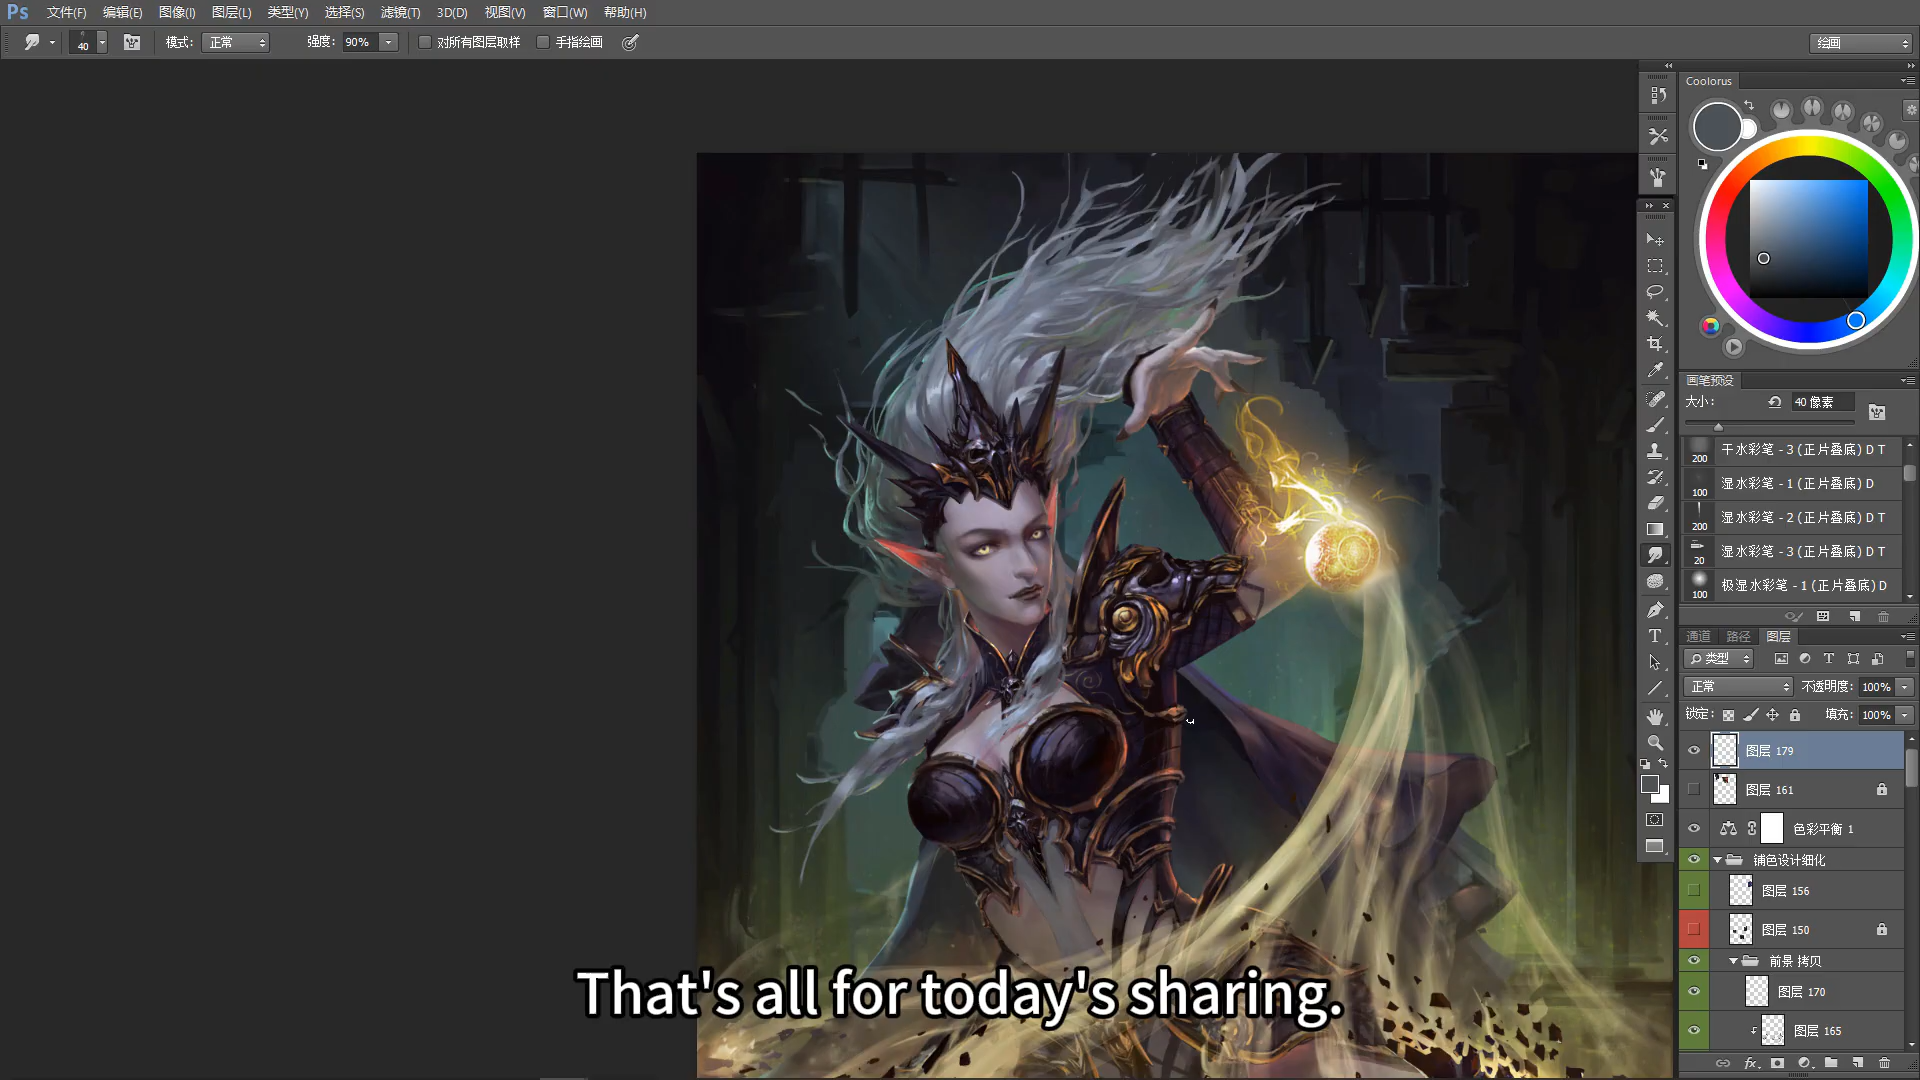 Ps 文件(F) 编辑(E) 图像(I) 图层(L) 类型(Y) 选择(S) 滤镜(T) 3D(D) 视图(V) 窗口(W) 帮助(H)
40 模式: 正常 强度: 90% 对所有图层取样 手指绘画 绘画
Coolorus
画笔预设
大小: 40 像素
200 干水彩笔 - 3 (正片叠底) D T
100 湿水彩笔 - 1 (正片叠底) D
200 湿水彩笔 - 2 (正片叠底) D T
20 湿水彩笔 - 3 (正片叠底) D T
100 极湿水彩笔 - 1 (正片叠底) D
通道 路径 图层
类型
正常 不透明度: 100%
锁定: 填充: 100%
图层 179
图层 161
色彩平衡 1
铺色设计细化
图层 156
图层 150
前景 拷贝
图层 170
图层 165
That's all for today's sharing.